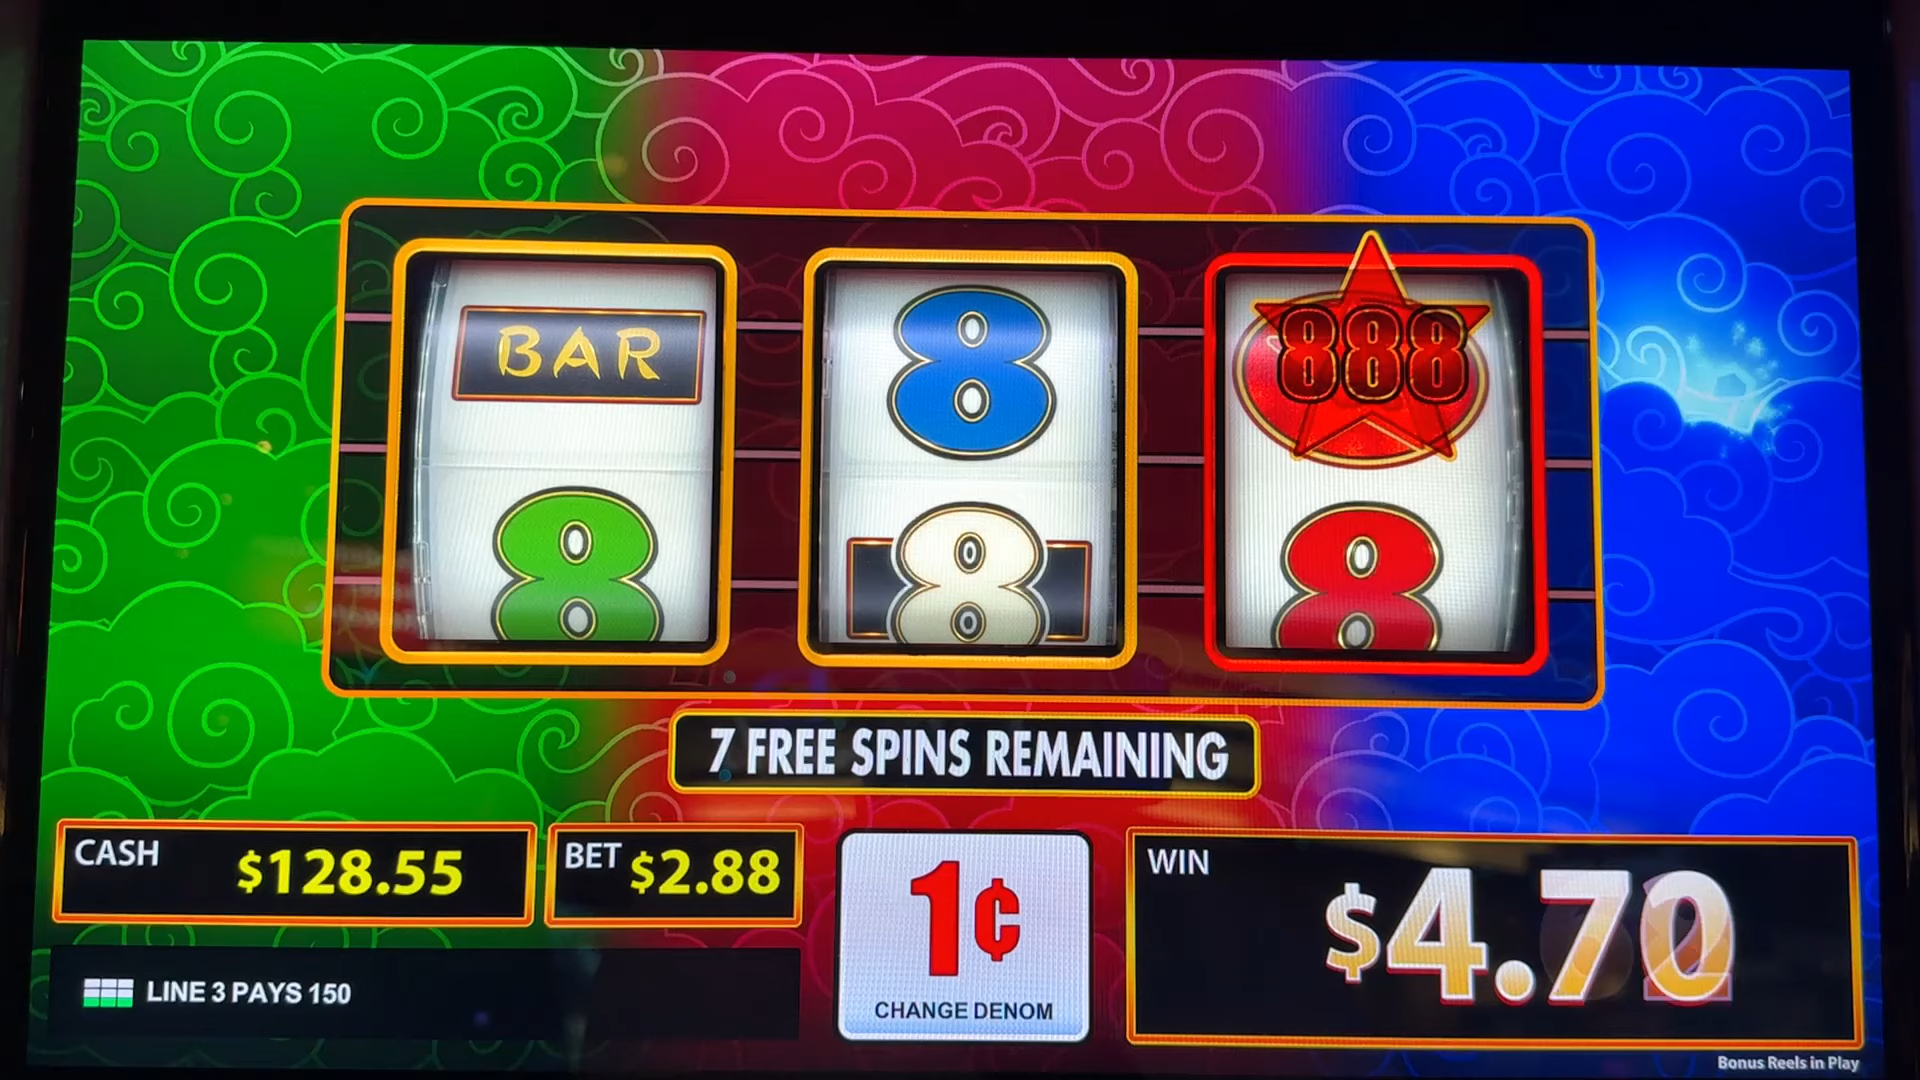 BAR
8
888
8
8
8
7 FREE SPINS REMAINING
CASH $128.55
BET $2.88
1¢
CHANGE DENOM
WIN
$4.70
LINE 3 PAYS 150
Bonus Reels in Play